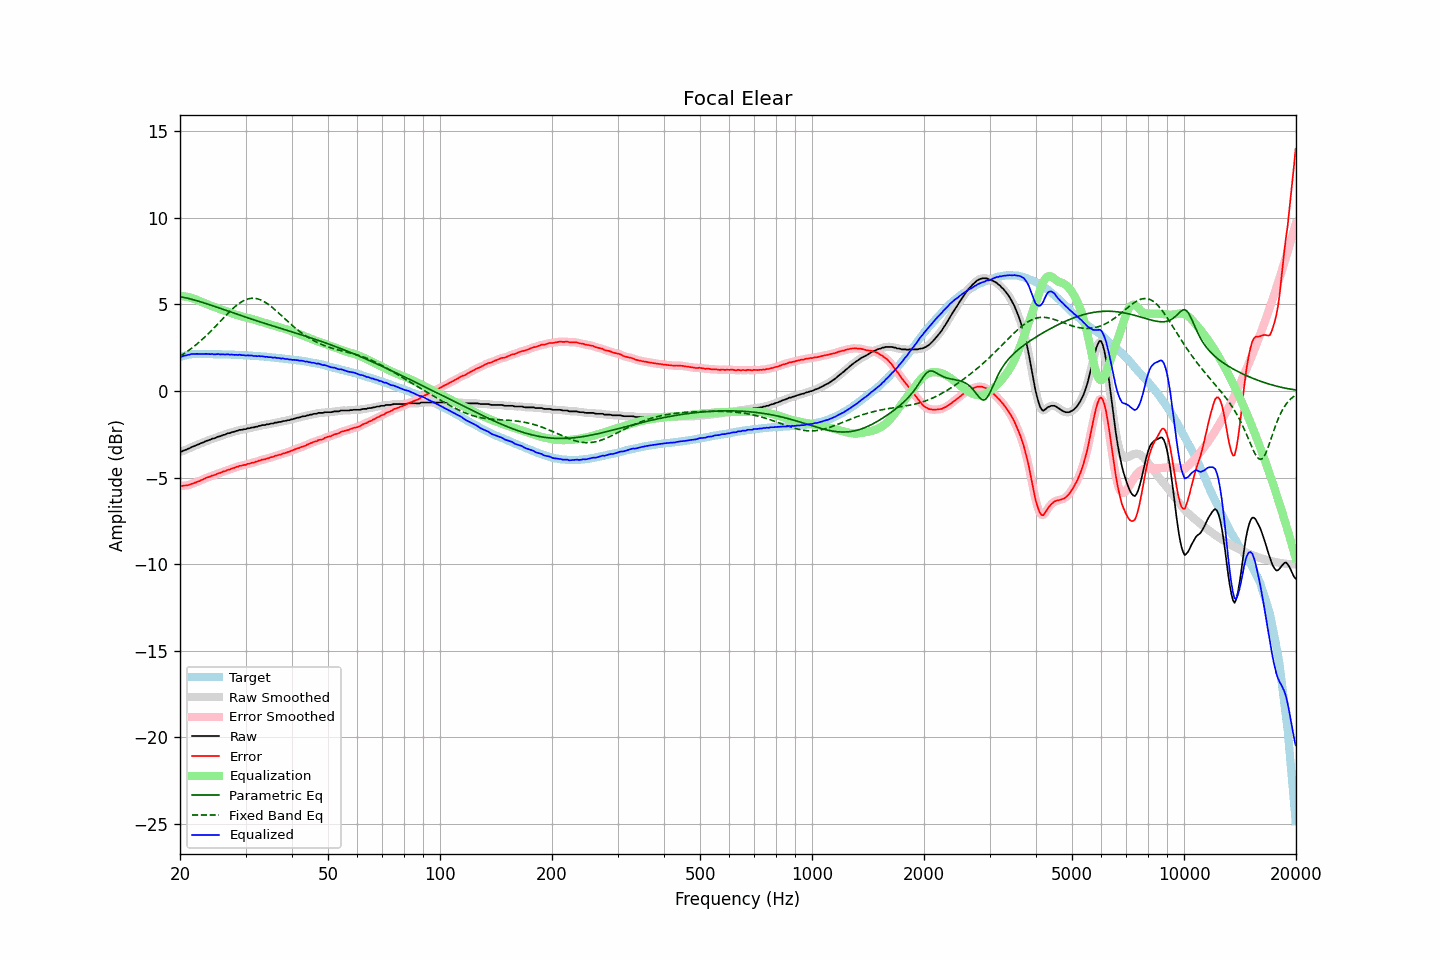 Focal Elear
15
10
5
0
−5
−10
−15
−20
−25
Amplitude (dBr)
Target
Raw Smoothed
Error Smoothed
Raw
Error
Equalization
Parametric Eq
Fixed Band Eq
Equalized
20 50 100 200 500 1000 2000 5000 10000 20000
Frequency (Hz)